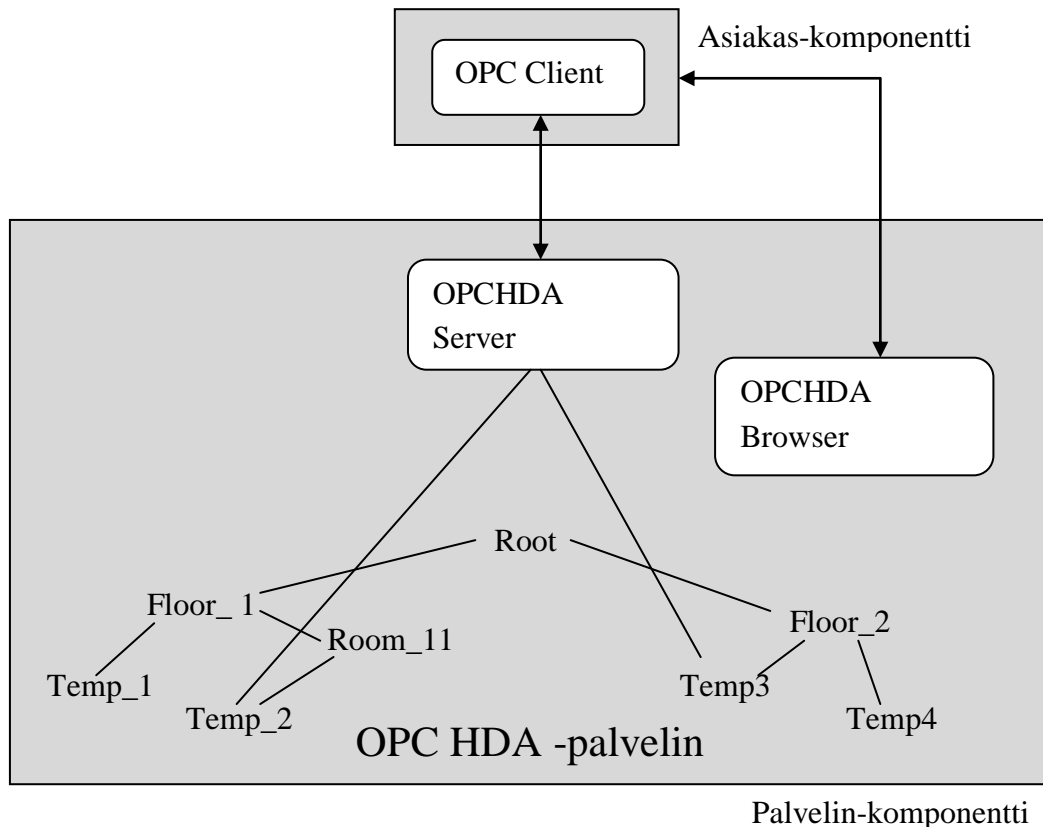 Asiakas-komponentti
OPC Client
OPCHDA
Server
OPCHDA
Browser
Root
Floor_ 1
Floor_2
Room_11
Temp_1
Temp3
Temp_2
Temp4
OPC HDA -palvelin
Palvelin-komponentti